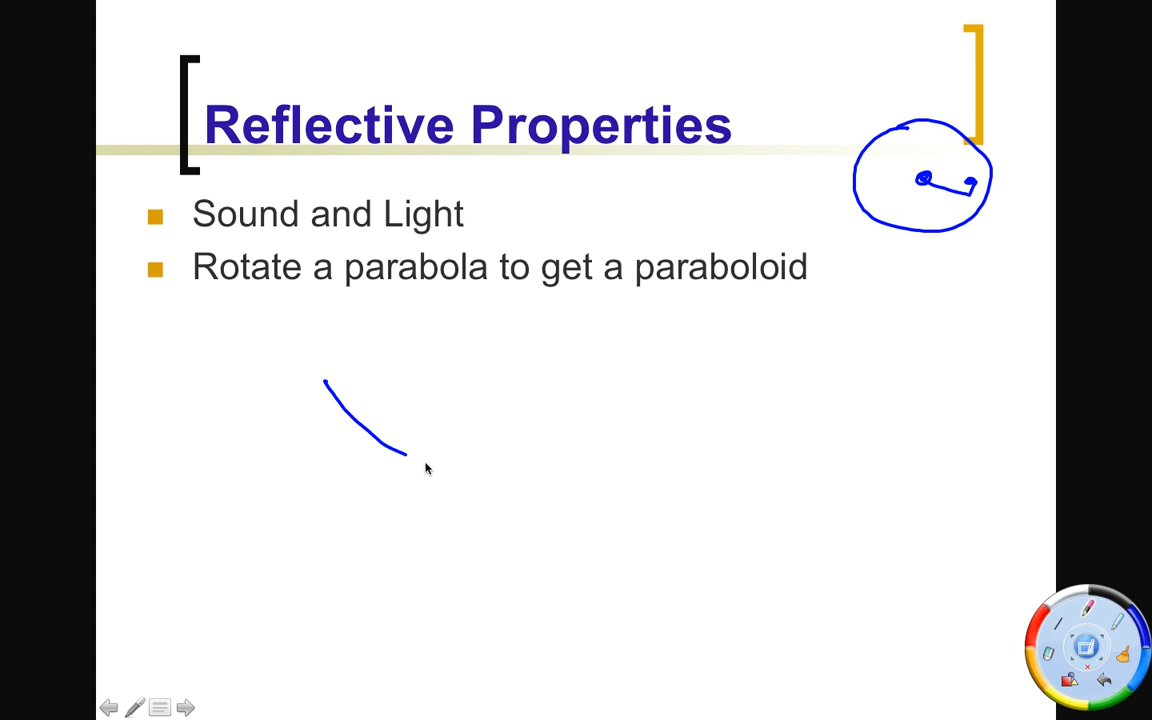 Reflective Properties
Sound and Light
Rotate a parabola to get a paraboloid